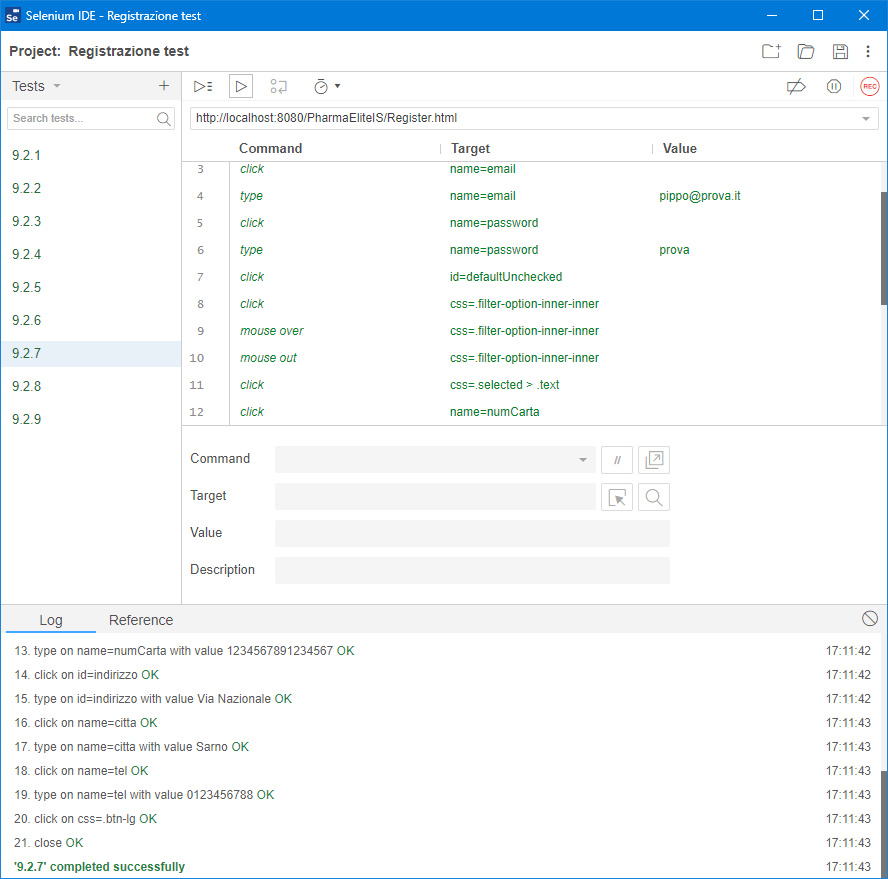 Se Selenium IDE - Registrazione test
Project: Registrazione test
Tests
REC
Search tests...
http://localhost:8080/PharmaEliteIS/Register.html
Command Target Value
9.2.1
9.2.2
9.2.3
9.2.4
9.2.5
9.2.6
9.2.7
9.2.8
9.2.9
3 click name=email
4 type name=email pippo@prova.it
5 click name=password
6 type name=password prova
7 click id=defaultUnchecked
8 click css=.filter-option-inner-inner
9 mouse over css=.filter-option-inner-inner
10 mouse out css=.filter-option-inner-inner
11 click css=.selected > .text
12 click name=numCarta
Command //
Target
Value
Description
Log Reference
13. type on name=numCarta with value 1234567891234567 OK 17:11:42
14. click on id=indirizzo OK 17:11:42
15. type on id=indirizzo with value Via Nazionale OK 17:11:42
16. click on name=citta OK 17:11:43
17. type on name=citta with value Sarno OK 17:11:43
18. click on name=tel OK 17:11:43
19. type on name=tel with value 0123456788 OK 17:11:43
20. click on css=.btn-lg OK 17:11:43
21. close OK 17:11:43
'9.2.7' completed successfully 17:11:43